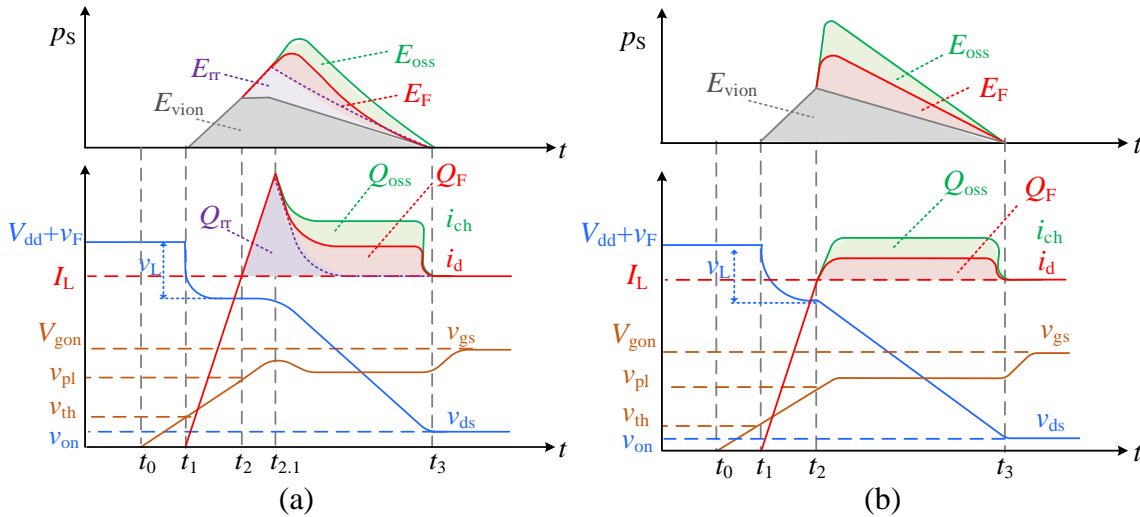 pS
Eoss
Err
EF
Evion
t
Qoss
QF
Qrr
ich
Vdd+vF
vL
id
IL
Vgon
vgs
vpl
vth
vds
von
t0 t1 t2 t2.1 t3
t
(a)
pS
Eoss
Evion
EF
t
Qoss
QF
Vdd+vF
ich
vL
id
IL
Vgon
vgs
vpl
vth
vds
von
t0 t1 t2 t3
t
(b)